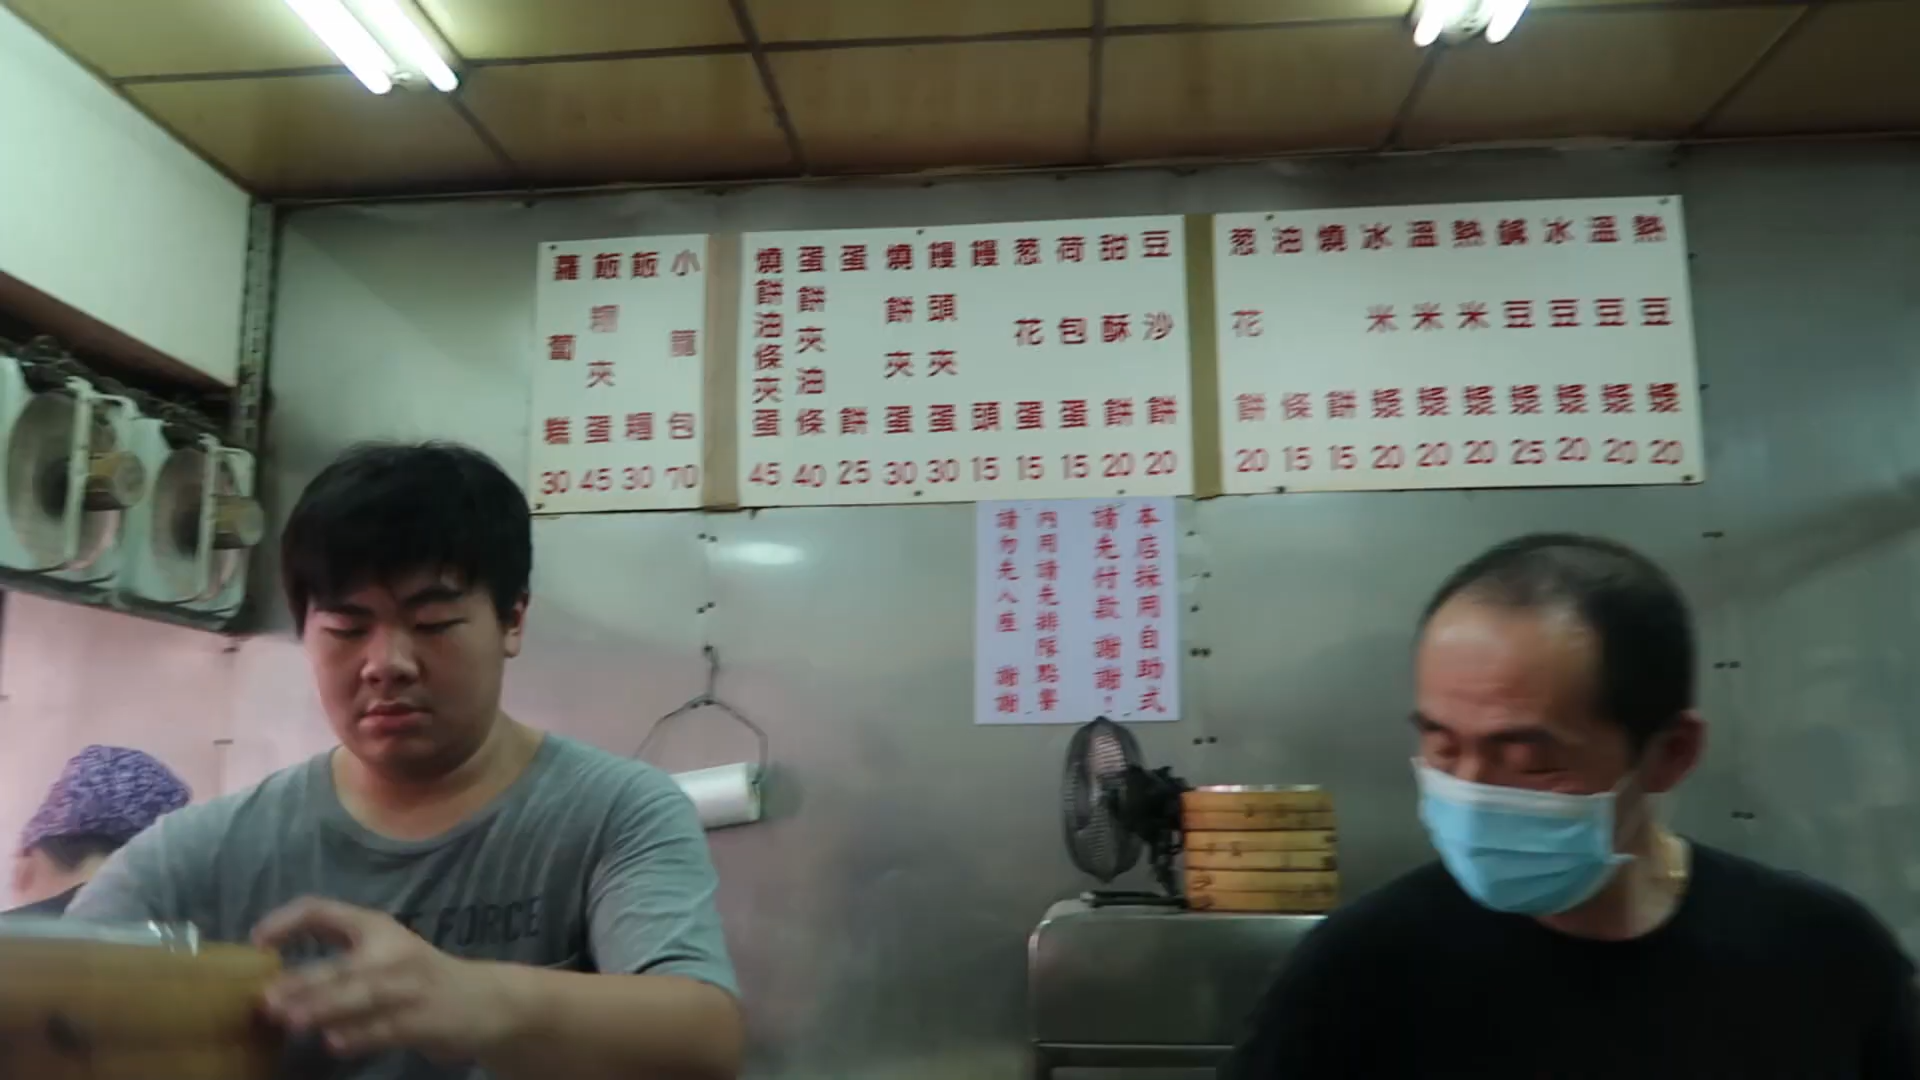 熱豆漿 20
溫豆漿 20
冰豆漿 20
鹹豆漿 25
熱米漿 20
溫米漿 20
冰米漿 20
燒餅 15
油條 15
葱花餅 20
豆沙餅 20
甜酥餅 20
荷包蛋 15
葱花蛋 15
饅頭 15
饅頭夾蛋 30
燒餅夾蛋 30
蛋餅 25
蛋餅夾油條 40
燒餅油條夾蛋 45
小籠包 70
飯糰 30
飯糰夾蛋 45
蘿蔔糕 30
本店採用自助式
請先付款 謝謝!
內用請先排隊點餐
請勿先入座 謝謝
FORCE